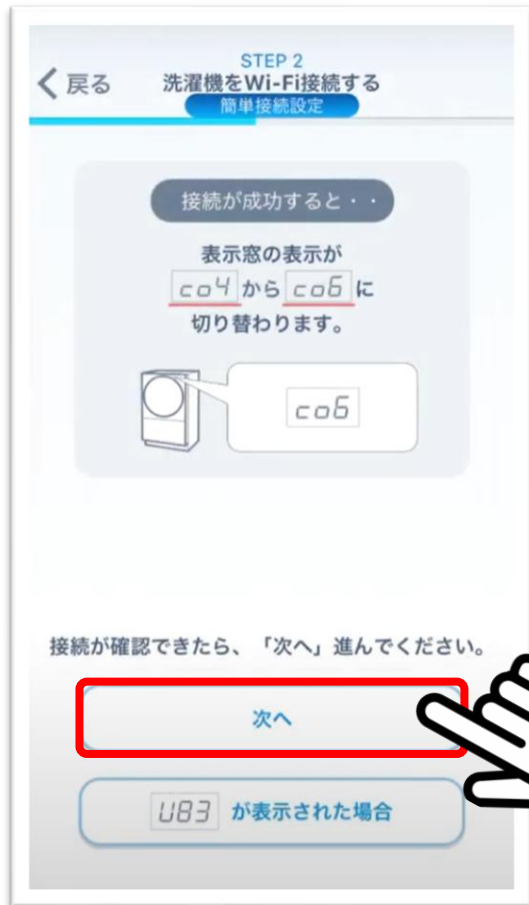 STEP 2
戻る
洗濯機をWi-Fi接続する
簡単接続設定
接続が成功すると・・
表示窓の表示が
co4 から co6 に
切り替わります。
co6
接続が確認できたら、「次へ」進んでください。
次へ
U83 が表示された場合